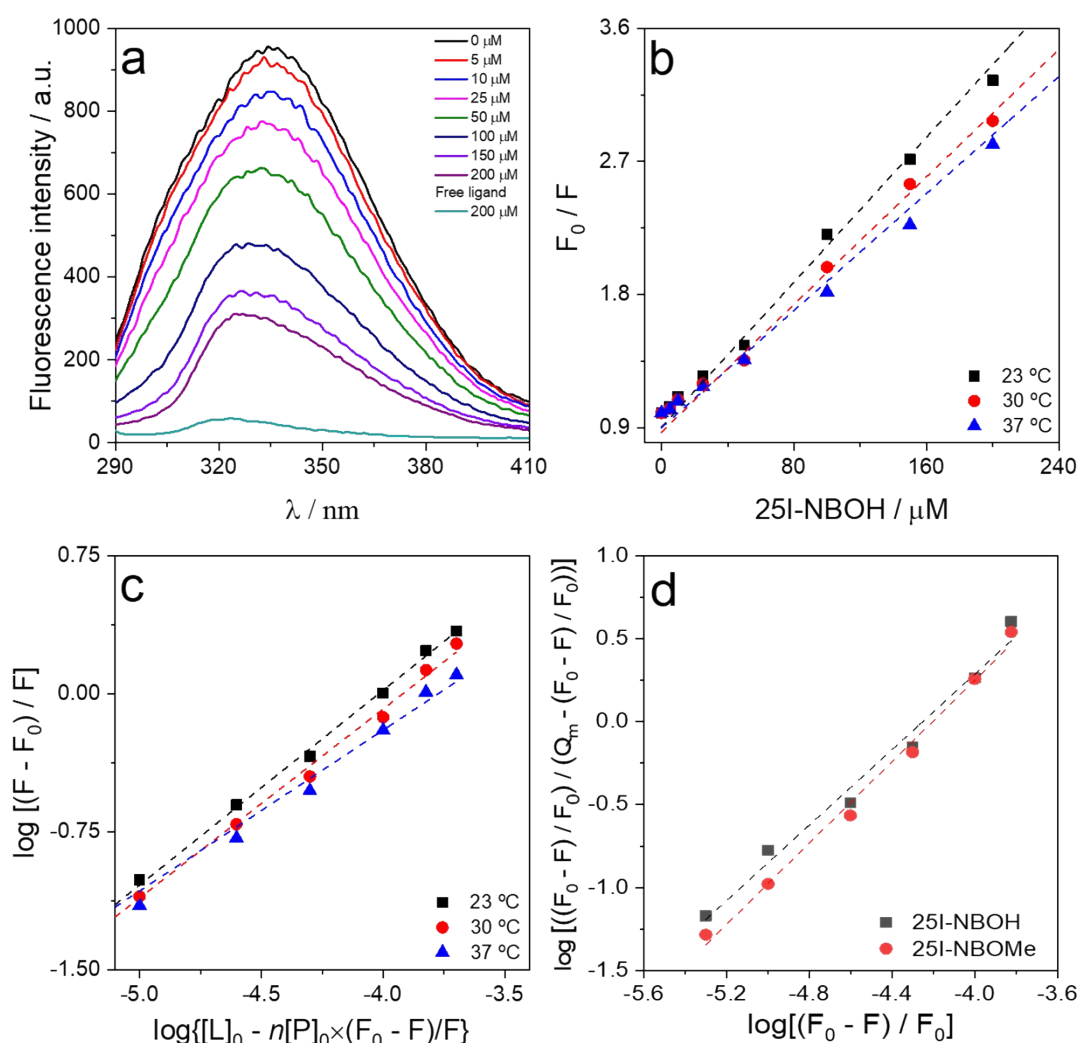 a
Fluorescence intensity / a.u.
1000
800
600
400
200
0
290
320
350
380
410
λ / nm
0 μM
5 μM
10 μM
25 μM
50 μM
100 μM
150 μM
200 μM
Free ligand
200 μM
b
F₀ / F
3.6
2.7
1.8
0.9
0
80
160
240
25I-NBOH / μM
23 ºC
30 ºC
37 ºC
c
log [(F - F₀) / F]
0.75
0.00
-0.75
-1.50
-5.0
-4.5
-4.0
-3.5
log{[L]₀ - n[P]₀×(F₀ - F)/F}
23 ºC
30 ºC
37 ºC
d
log [((F₀ - F) / F₀) / (Qₘ - (F₀ - F) / F₀))]
1.0
0.5
0.0
-0.5
-1.0
-1.5
-5.6
-5.2
-4.8
-4.4
-4.0
-3.6
log[(F₀ - F) / F₀]
25I-NBOH
25I-NBOMe